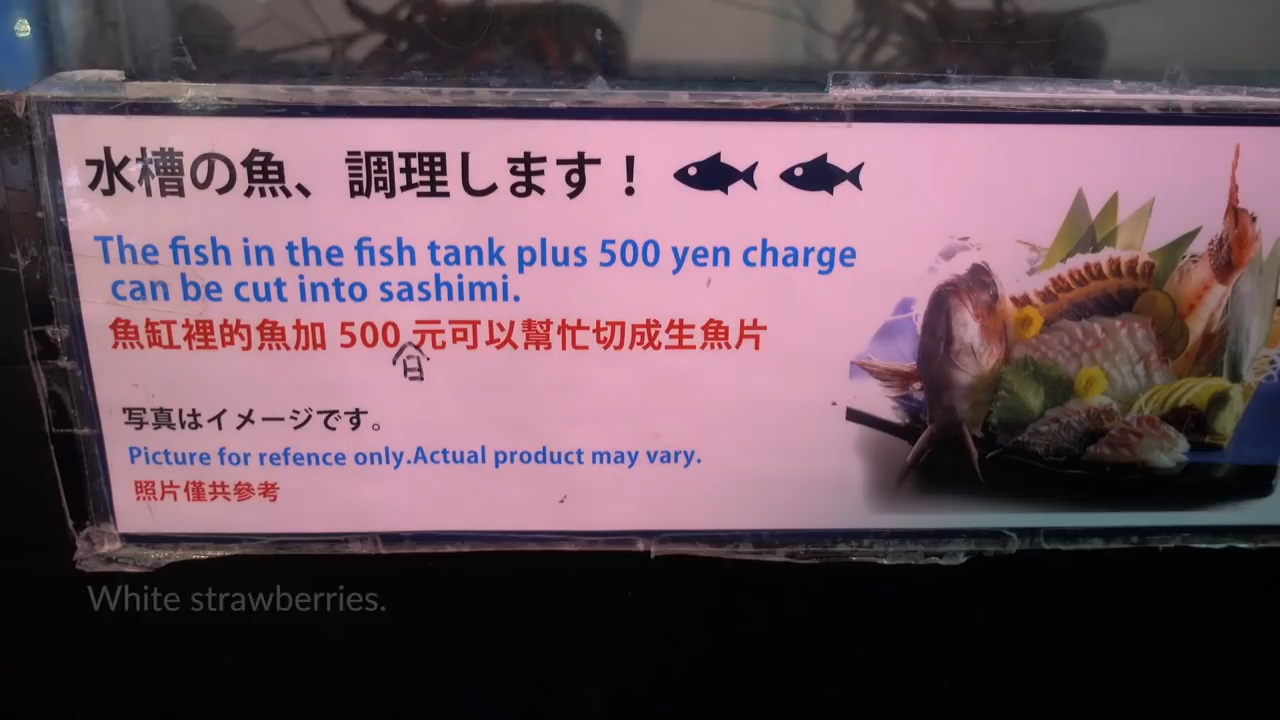 水槽の魚、調理します！
The fish in the fish tank plus 500 yen charge
can be cut into sashimi.
魚缸裡的魚加 500 元可以幫忙切成生魚片
日
写真はイメージです。
Picture for refence only.Actual product may vary.
照片僅共參考
White strawberries.